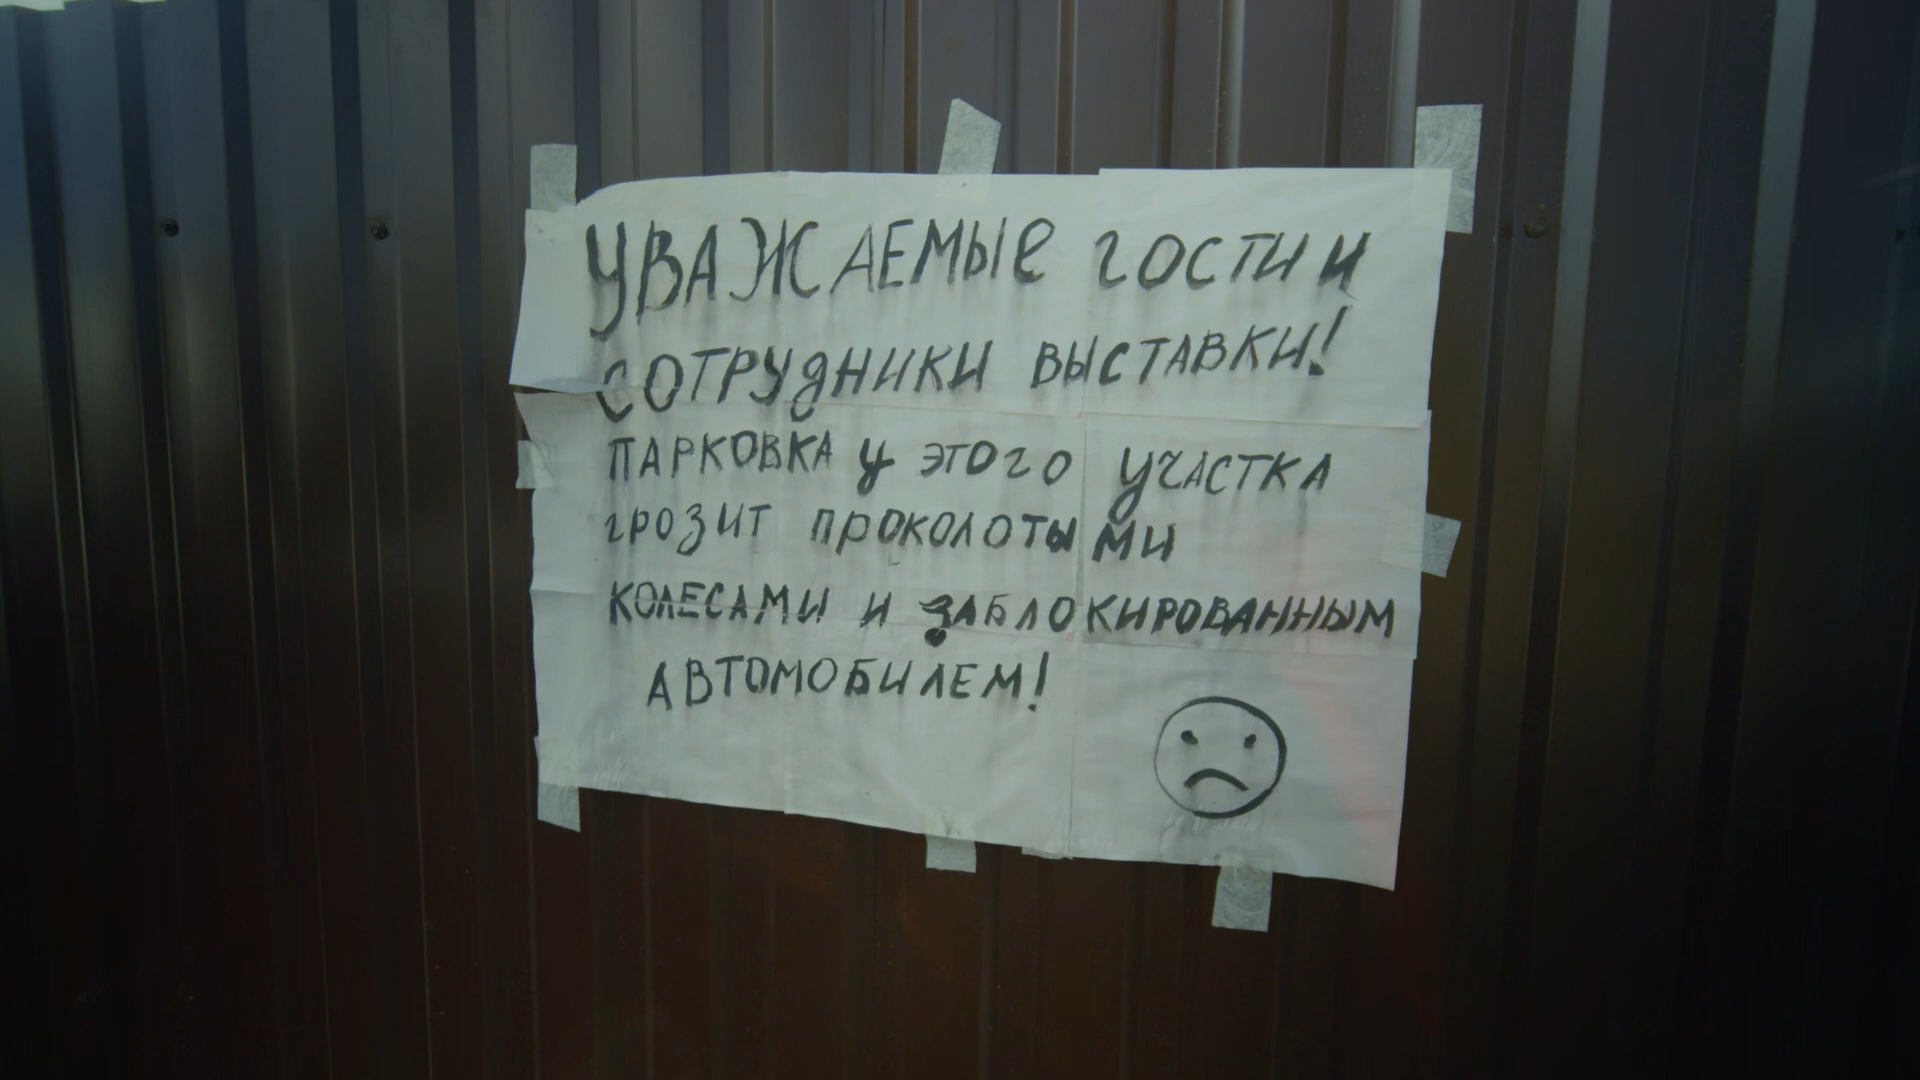 УВАЖАЕМЫЕ ГОСТИ И
СОТРУДНИКИ ВЫСТАВКИ!
ПАРКОВКА У ЭТОГО УЧАСТКА
ГРОЗИТ ПРОКОЛОТЫМИ
КОЛЕСАМИ И ЗАБЛОКИРОВАННЫМ
АВТОМОБИЛЕМ!